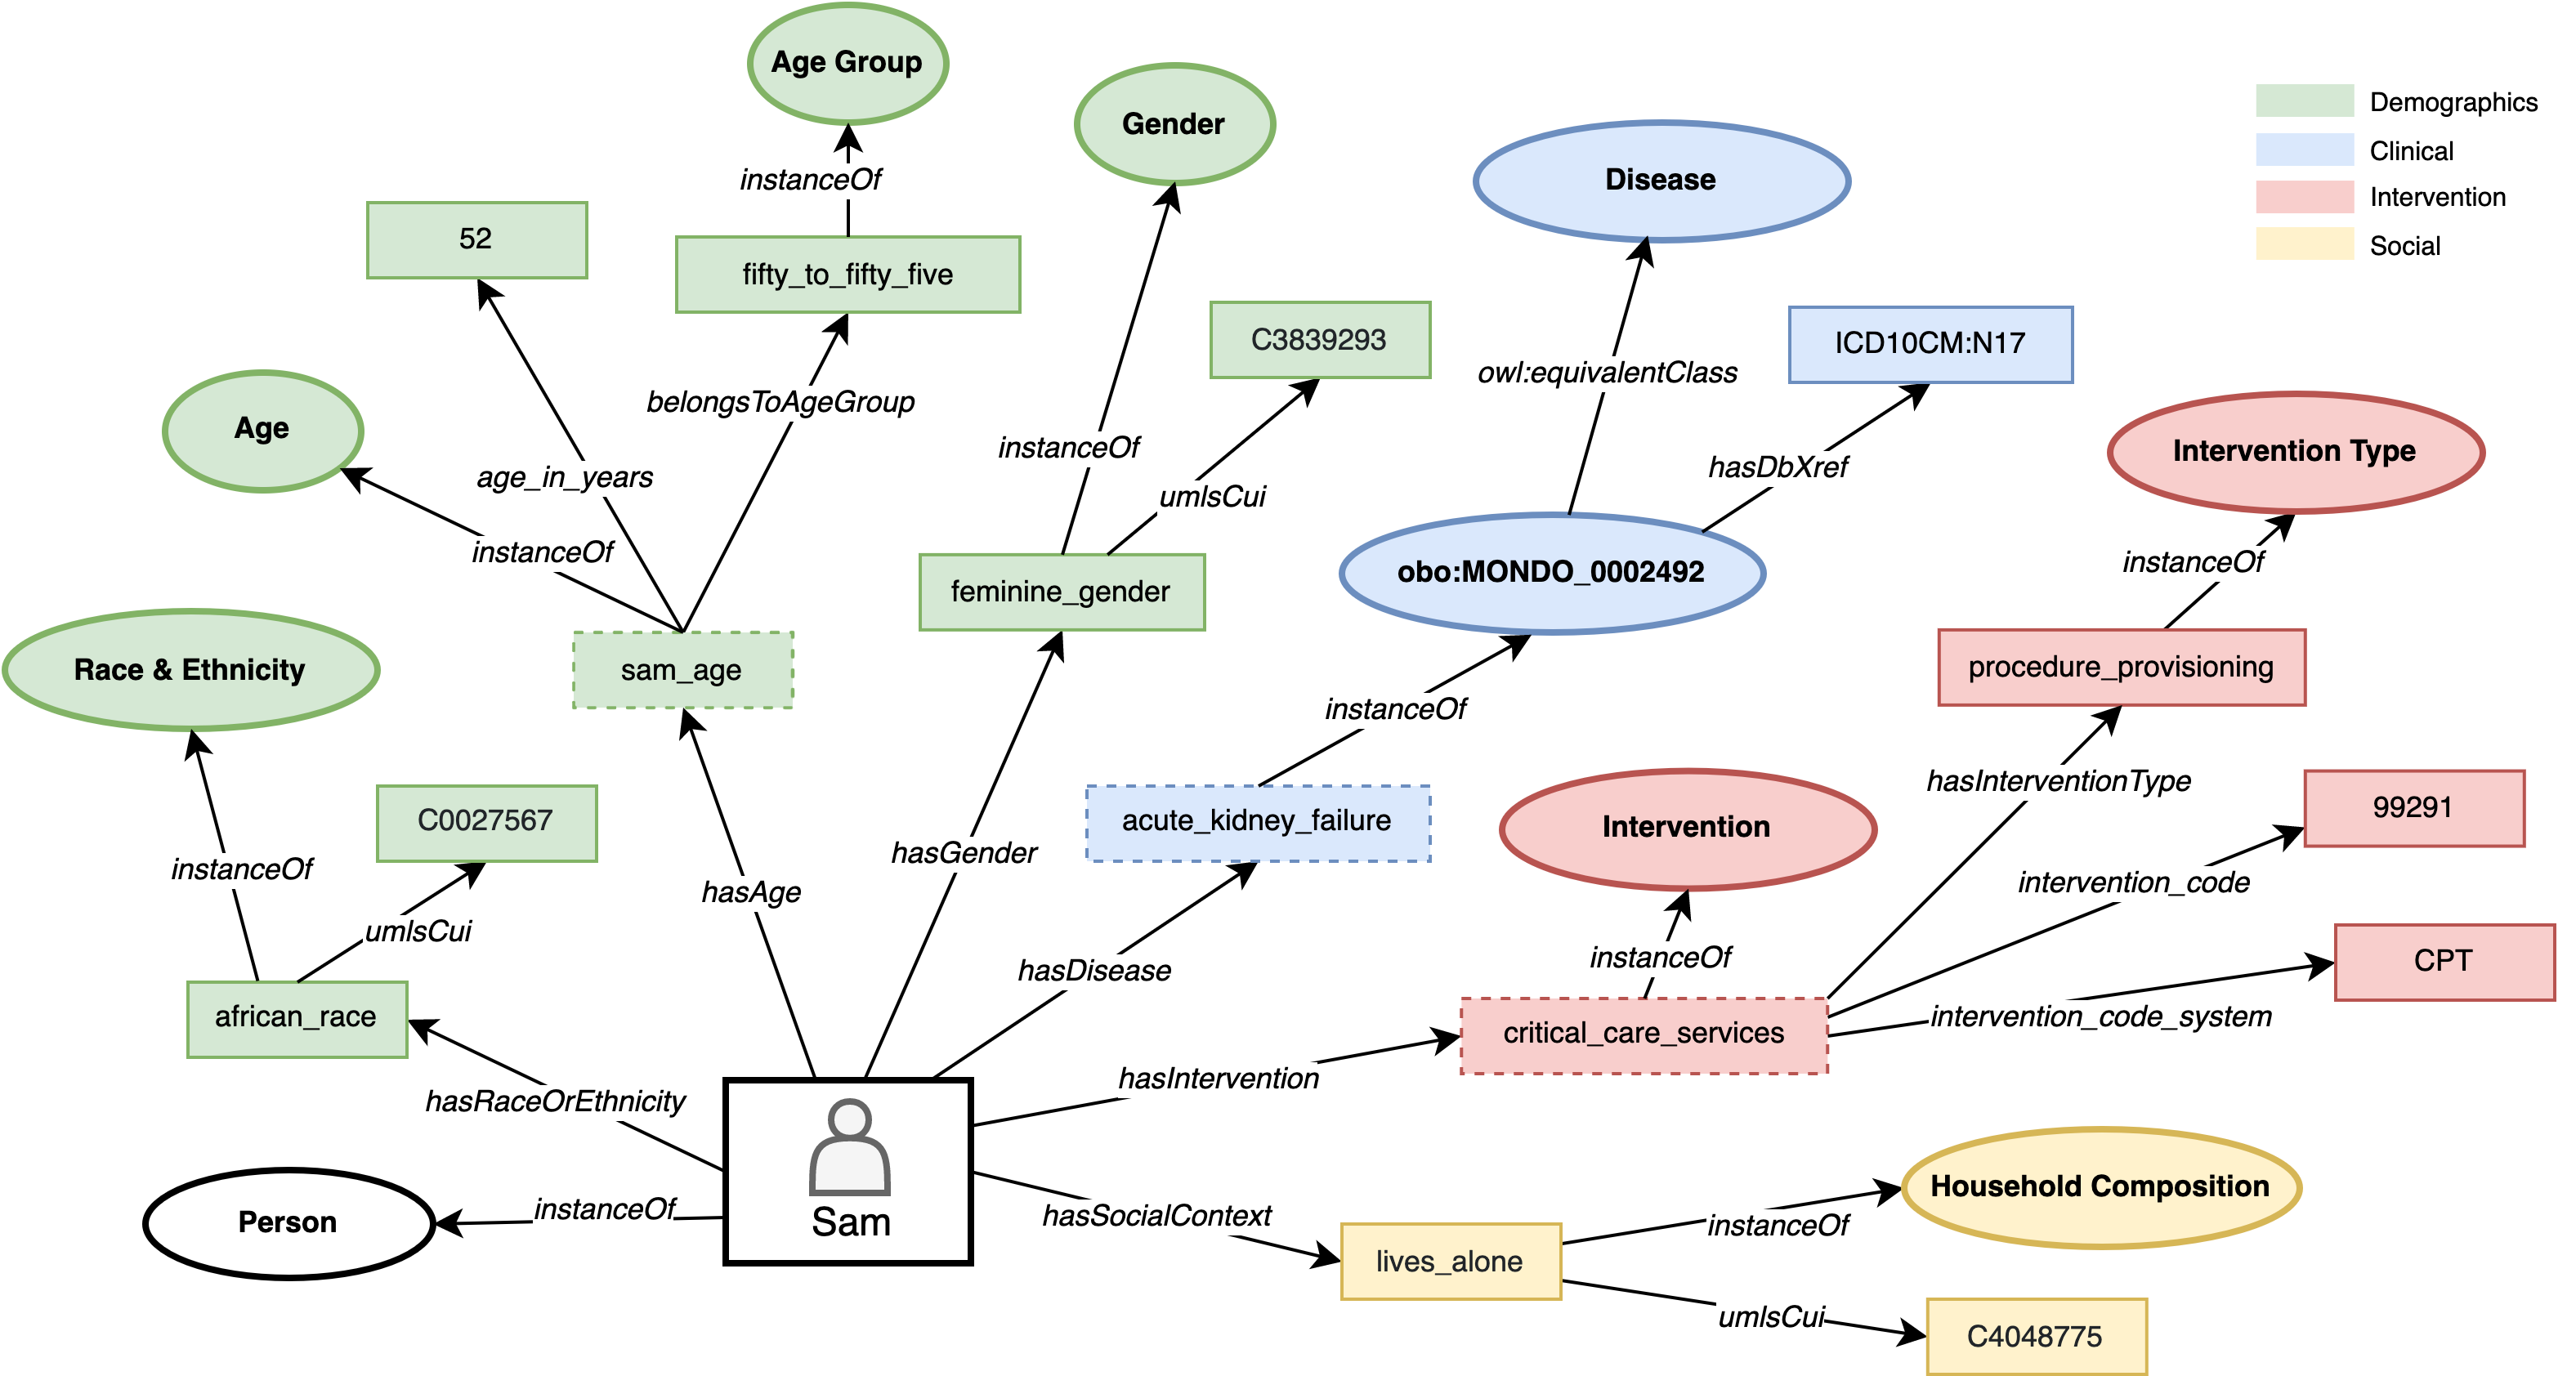 Age Group
Gender
Demographics
Clinical
Intervention
Social
instanceOf
Disease
52
fifty_to_fifty_five
C3839293
ICD10CM:N17
owl:equivalentClass
belongsToAgeGroup
Age
instanceOf
hasDbXref
Intervention Type
age_in_years
umlsCui
instanceOf
instanceOf
obo:MONDO_0002492
feminine_gender
Race & Ethnicity
sam_age
procedure_provisioning
instanceOf
hasInterventionType
C0027567
acute_kidney_failure
Intervention
99291
instanceOf
hasGender
hasAge
intervention_code
umlsCui
hasDisease
instanceOf
CPT
african_race
critical_care_services
intervention_code_system
hasRaceOrEthnicity
hasIntervention
Person
instanceOf
Sam
hasSocialContext
Household Composition
instanceOf
lives_alone
umlsCui
C4048775